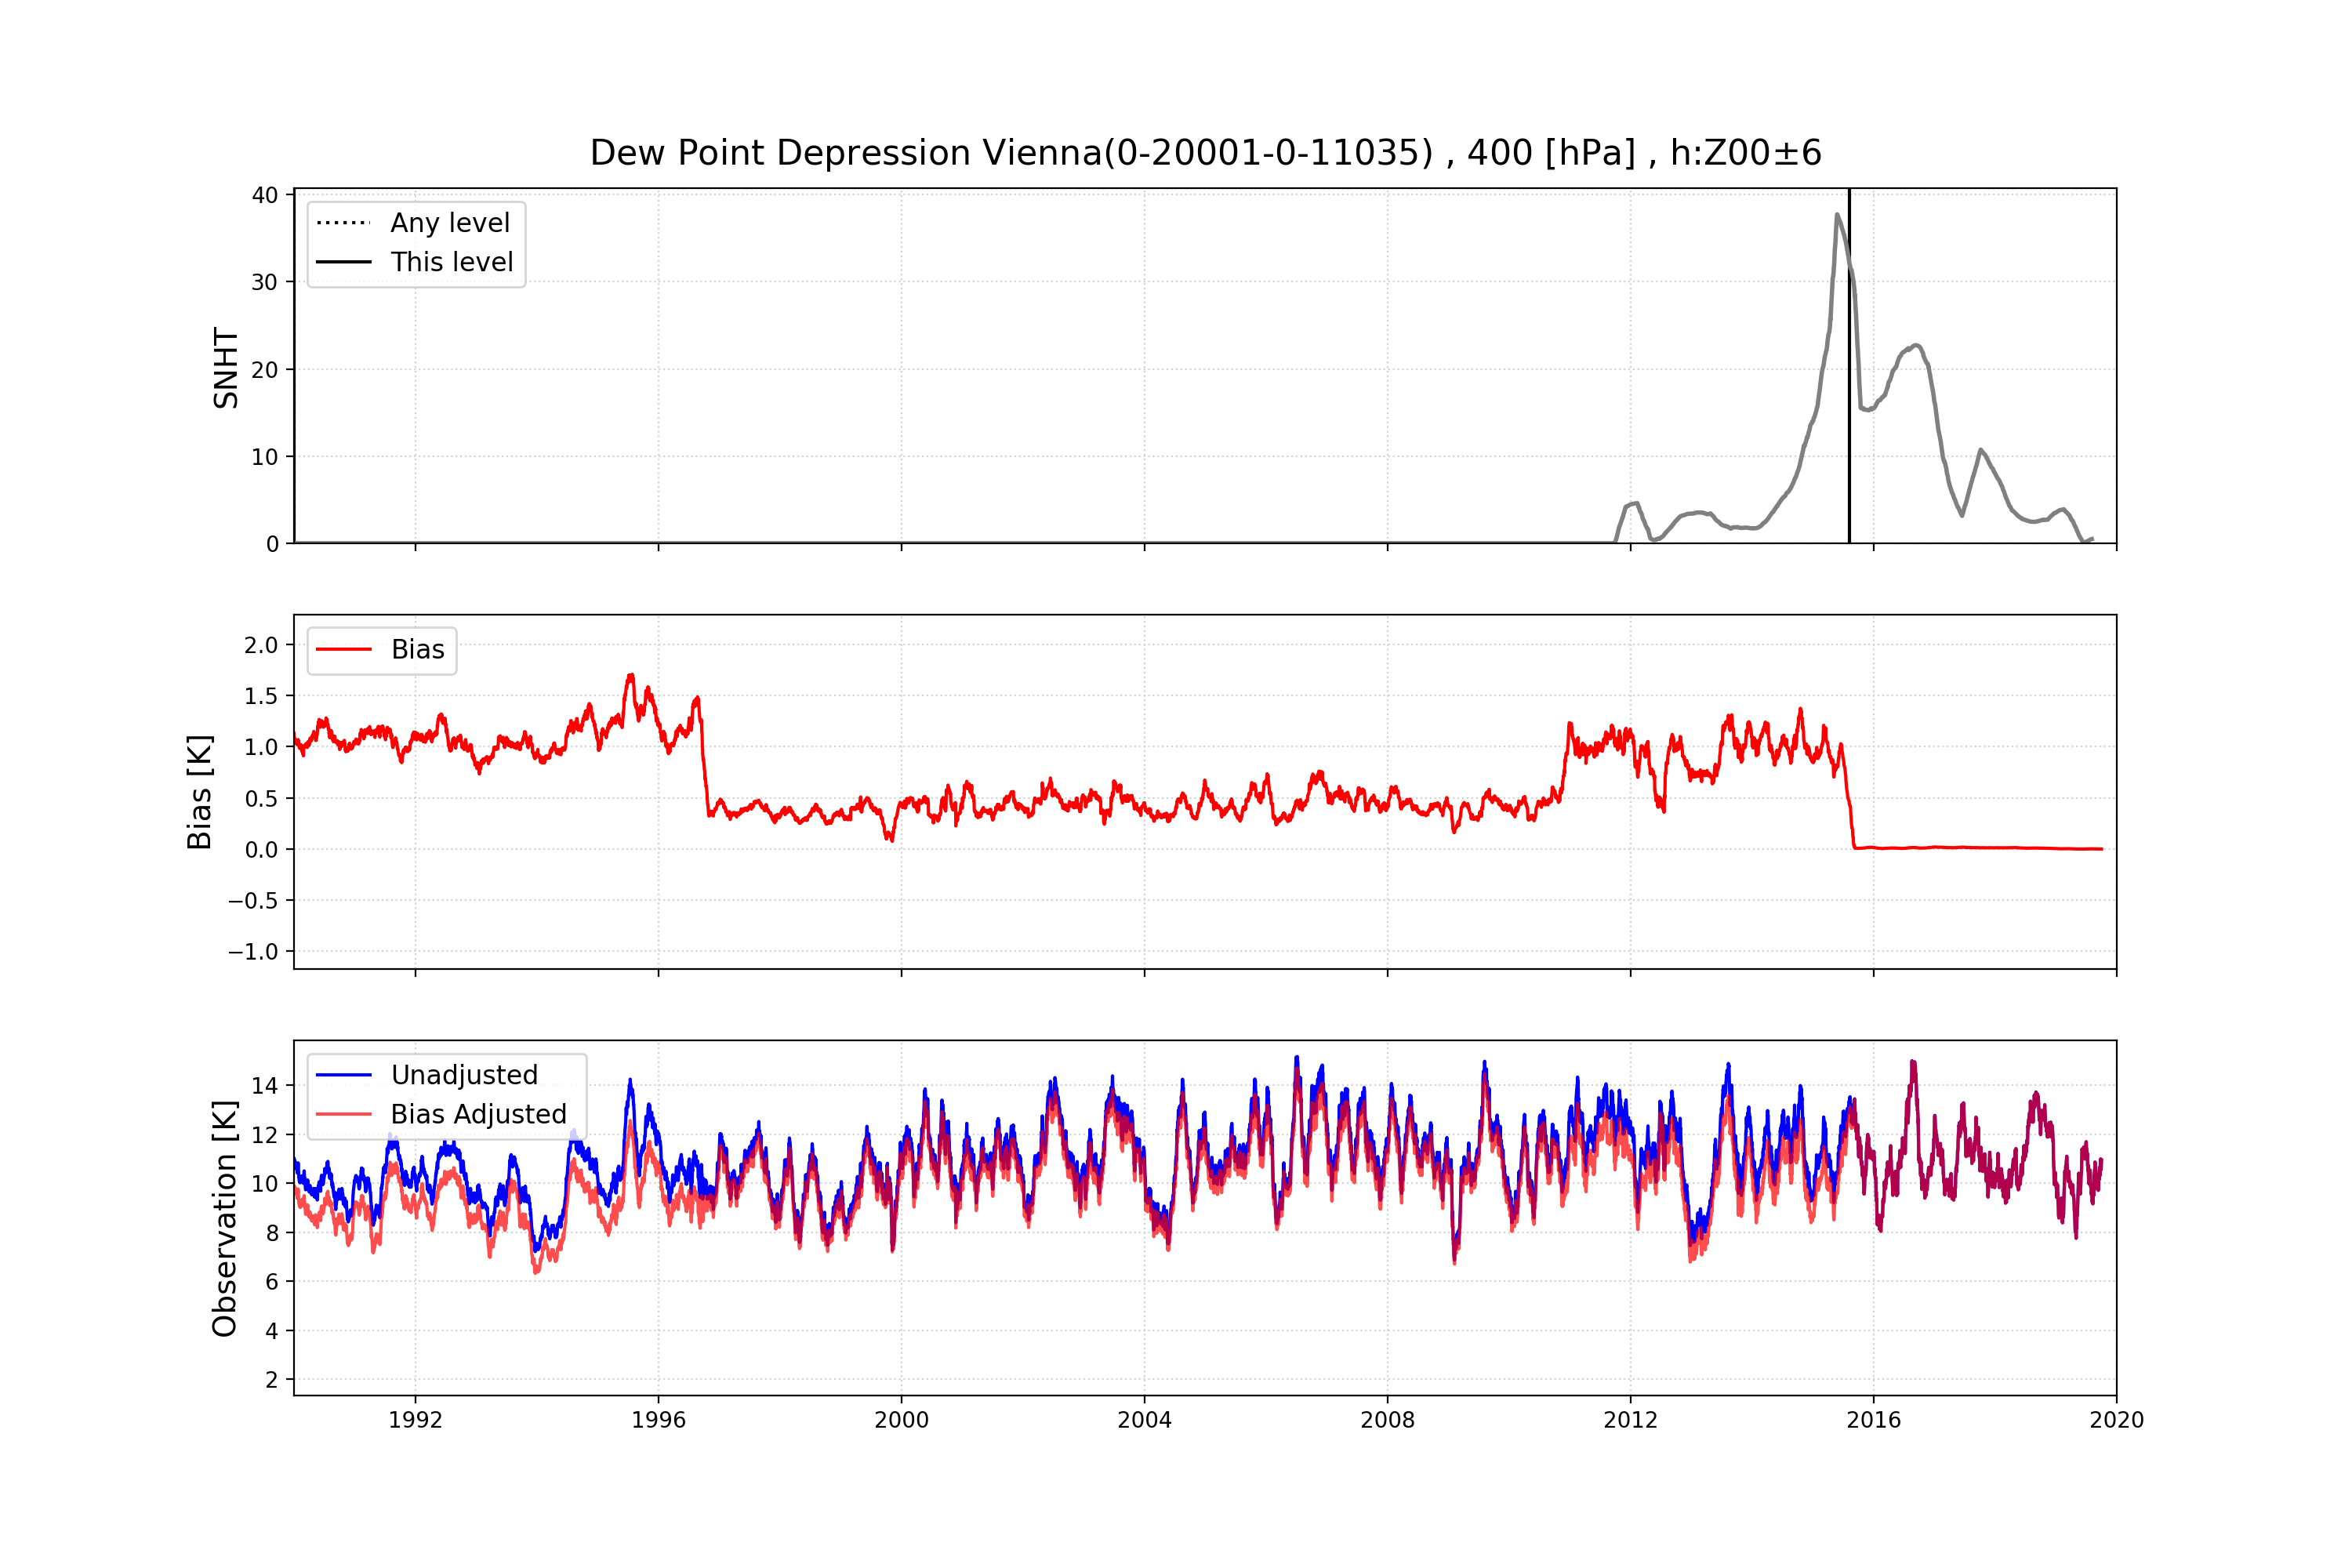 Dew Point Depression Vienna(0-20001-0-11035) , 400 [hPa] , h:Z00±6
40
30
20
10
0
SNHT
Any level
This level
2.0
1.5
1.0
0.5
0.0
−0.5
−1.0
Bias [K]
Bias
14
12
10
8
6
4
2
Observation [K]
Unadjusted
Bias Adjusted
1992 1996 2000 2004 2008 2012 2016 2020